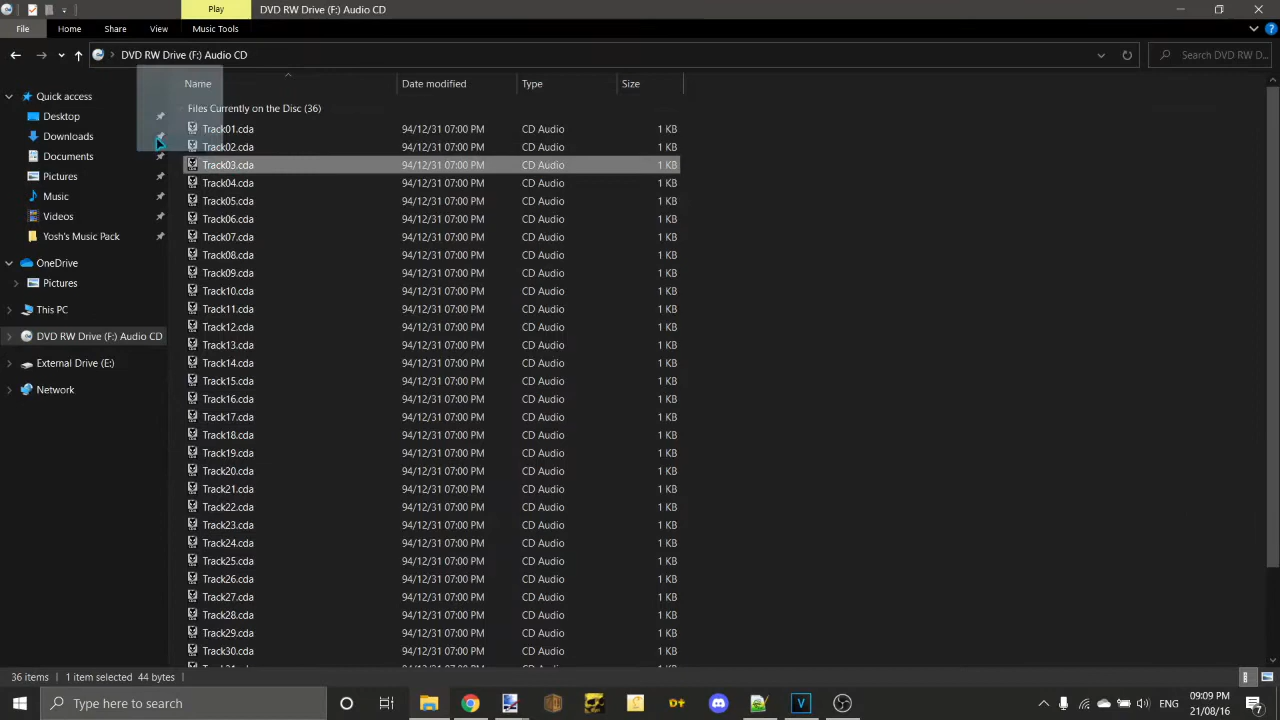 Play
DVD RW Drive (F:) Audio CD
File
Home
Share
View
Music Tools
DVD RW Drive (F:) Audio CD
Search DVD RW D...
Name
Date modified
Type
Size
Quick access
Desktop
Downloads
Documents
Pictures
Music
Videos
Yosh's Music Pack
OneDrive
Pictures
This PC
DVD RW Drive (F:) Audio CD
External Drive (E:)
Network
Files Currently on the Disc (36)
Track01.cda 94/12/31 07:00 PM CD Audio 1 KB
Track02.cda 94/12/31 07:00 PM CD Audio 1 KB
Track03.cda 94/12/31 07:00 PM CD Audio 1 KB
Track04.cda 94/12/31 07:00 PM CD Audio 1 KB
Track05.cda 94/12/31 07:00 PM CD Audio 1 KB
Track06.cda 94/12/31 07:00 PM CD Audio 1 KB
Track07.cda 94/12/31 07:00 PM CD Audio 1 KB
Track08.cda 94/12/31 07:00 PM CD Audio 1 KB
Track09.cda 94/12/31 07:00 PM CD Audio 1 KB
Track10.cda 94/12/31 07:00 PM CD Audio 1 KB
Track11.cda 94/12/31 07:00 PM CD Audio 1 KB
Track12.cda 94/12/31 07:00 PM CD Audio 1 KB
Track13.cda 94/12/31 07:00 PM CD Audio 1 KB
Track14.cda 94/12/31 07:00 PM CD Audio 1 KB
Track15.cda 94/12/31 07:00 PM CD Audio 1 KB
Track16.cda 94/12/31 07:00 PM CD Audio 1 KB
Track17.cda 94/12/31 07:00 PM CD Audio 1 KB
Track18.cda 94/12/31 07:00 PM CD Audio 1 KB
Track19.cda 94/12/31 07:00 PM CD Audio 1 KB
Track20.cda 94/12/31 07:00 PM CD Audio 1 KB
Track21.cda 94/12/31 07:00 PM CD Audio 1 KB
Track22.cda 94/12/31 07:00 PM CD Audio 1 KB
Track23.cda 94/12/31 07:00 PM CD Audio 1 KB
Track24.cda 94/12/31 07:00 PM CD Audio 1 KB
Track25.cda 94/12/31 07:00 PM CD Audio 1 KB
Track26.cda 94/12/31 07:00 PM CD Audio 1 KB
Track27.cda 94/12/31 07:00 PM CD Audio 1 KB
Track28.cda 94/12/31 07:00 PM CD Audio 1 KB
Track29.cda 94/12/31 07:00 PM CD Audio 1 KB
Track30.cda 94/12/31 07:00 PM CD Audio 1 KB
36 items
1 item selected 44 bytes
Type here to search
D+
V
ENG
09:09 PM
21/08/16
7